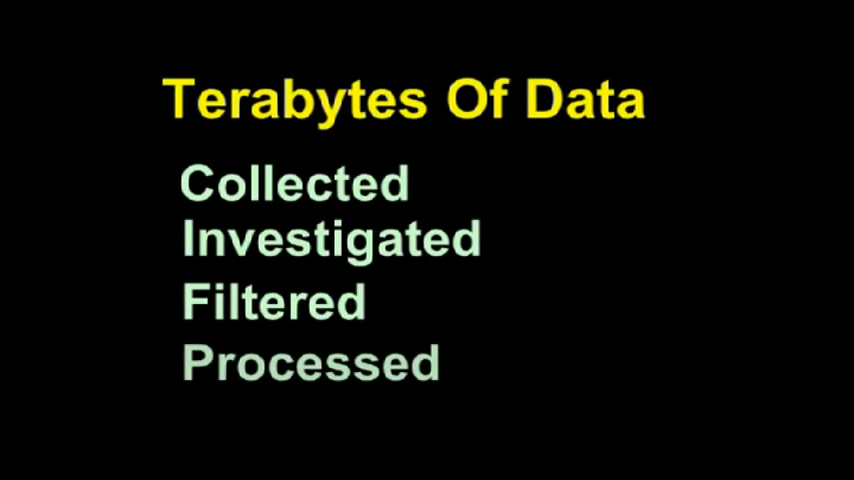 Terabytes Of Data
Collected
Investigated
Filtered
Processed